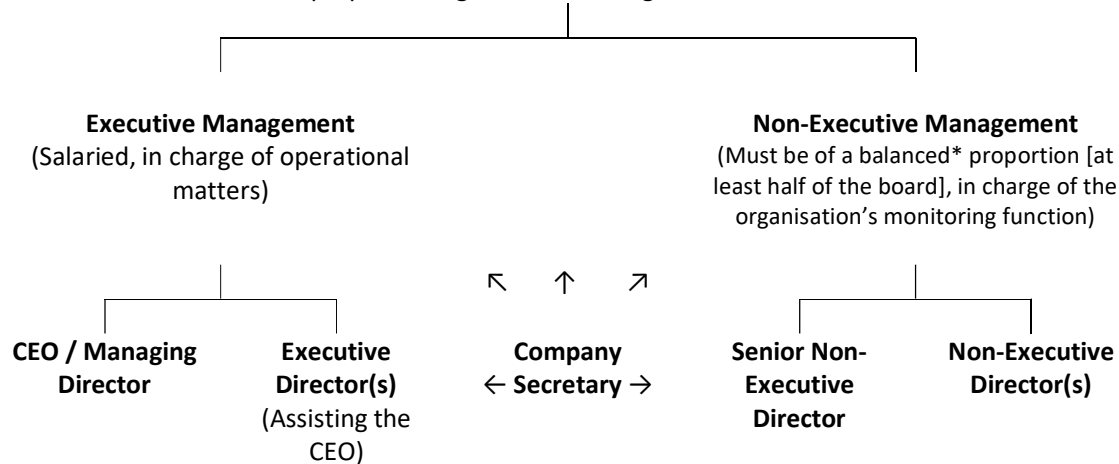 Executive Management
(Salaried, in charge of operational
matters)
Non-Executive Management
(Must be of a balanced* proportion [at
least half of the board], in charge of the
organisation’s monitoring function)
↖ ↑ ↗
CEO / Managing
Director
Executive
Director(s)
(Assisting the
CEO)
Company
← Secretary →
Senior Non-
Executive
Director
Non-Executive
Director(s)